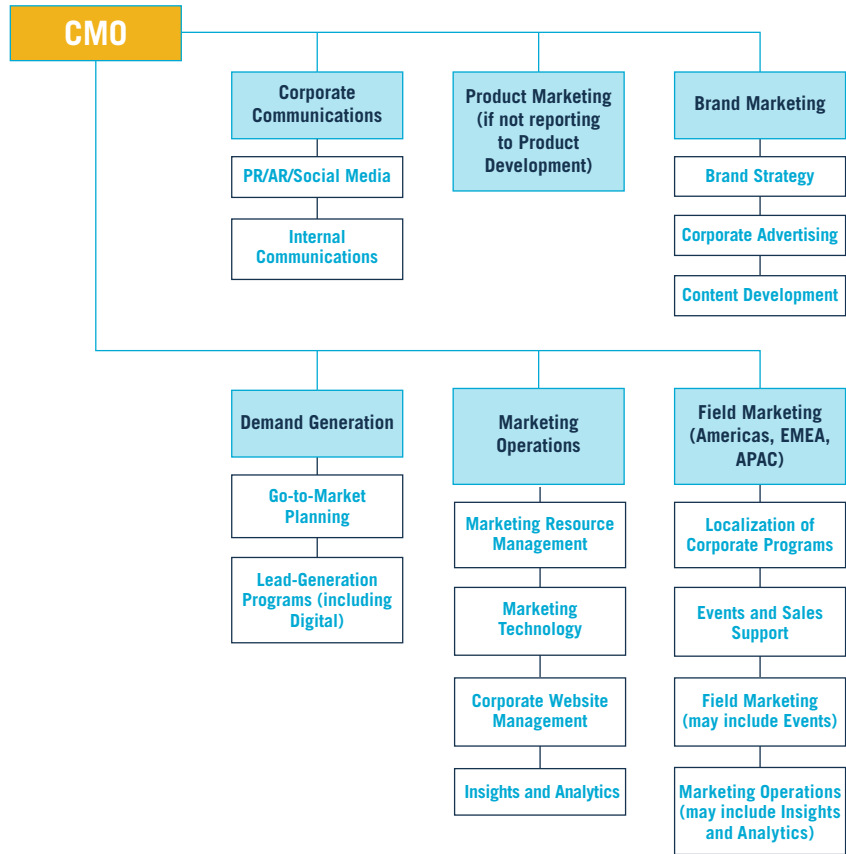 CMO
Corporate
Communications
PR/AR/Social Media
Internal
Communications
Product Marketing
(if not reporting
to Product
Development)
Brand Marketing
Brand Strategy
Corporate Advertising
Content Development
Demand Generation
Go-to-Market
Planning
Lead-Generation
Programs (including
Digital)
Marketing
Operations
Marketing Resource
Management
Marketing
Technology
Corporate Website
Management
Insights and Analytics
Field Marketing
(Americas, EMEA,
APAC)
Localization of
Corporate Programs
Events and Sales
Support
Field Marketing
(may include Events)
Marketing Operations
(may include Insights
and Analytics)